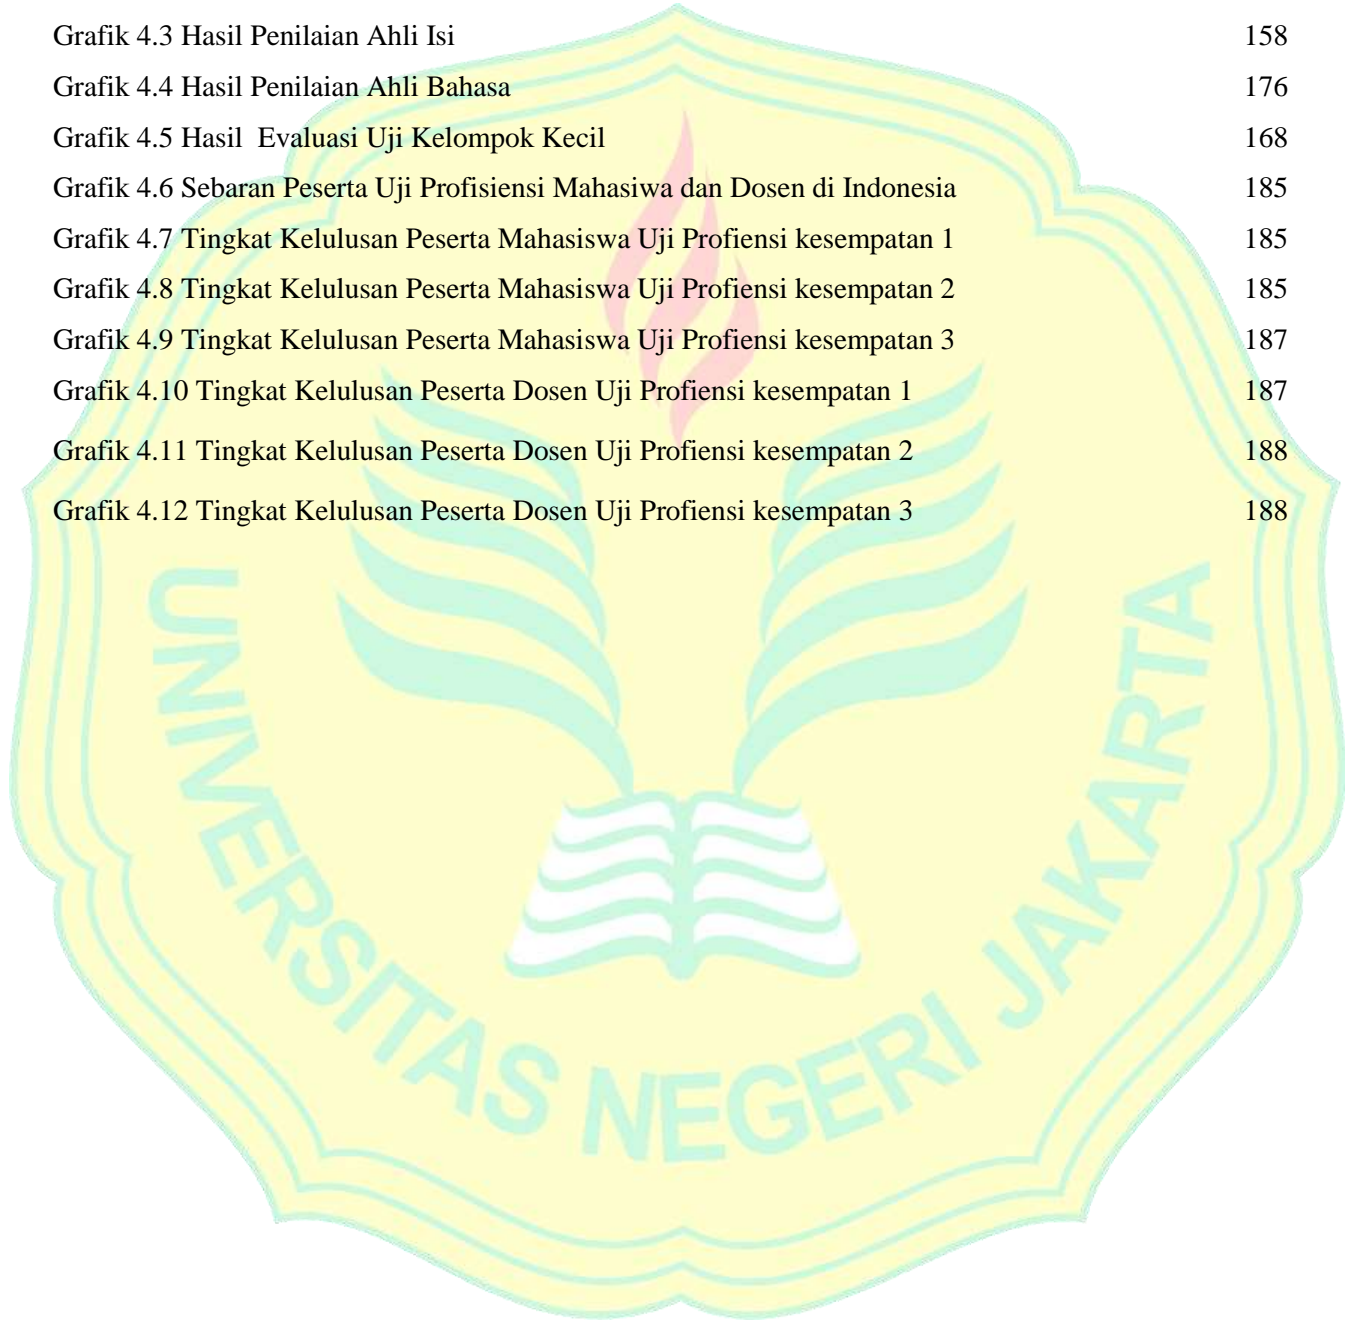 Grafik 4.3 Hasil Penilaian Ahli Isi 158
Grafik 4.4 Hasil Penilaian Ahli Bahasa 176
Grafik 4.5 Hasil  Evaluasi Uji Kelompok Kecil 168
Grafik 4.6 Sebaran Peserta Uji Profisiensi Mahasiwa dan Dosen di Indonesia 185
Grafik 4.7 Tingkat Kelulusan Peserta Mahasiswa Uji Profiensi kesempatan 1 185
Grafik 4.8 Tingkat Kelulusan Peserta Mahasiswa Uji Profiensi kesempatan 2 185
Grafik 4.9 Tingkat Kelulusan Peserta Mahasiswa Uji Profiensi kesempatan 3 187
Grafik 4.10 Tingkat Kelulusan Peserta Dosen Uji Profiensi kesempatan 1 187
Grafik 4.11 Tingkat Kelulusan Peserta Dosen Uji Profiensi kesempatan 2 188
Grafik 4.12 Tingkat Kelulusan Peserta Dosen Uji Profiensi kesempatan 3 188
UNIVERSITAS NEGERI JAKARTA